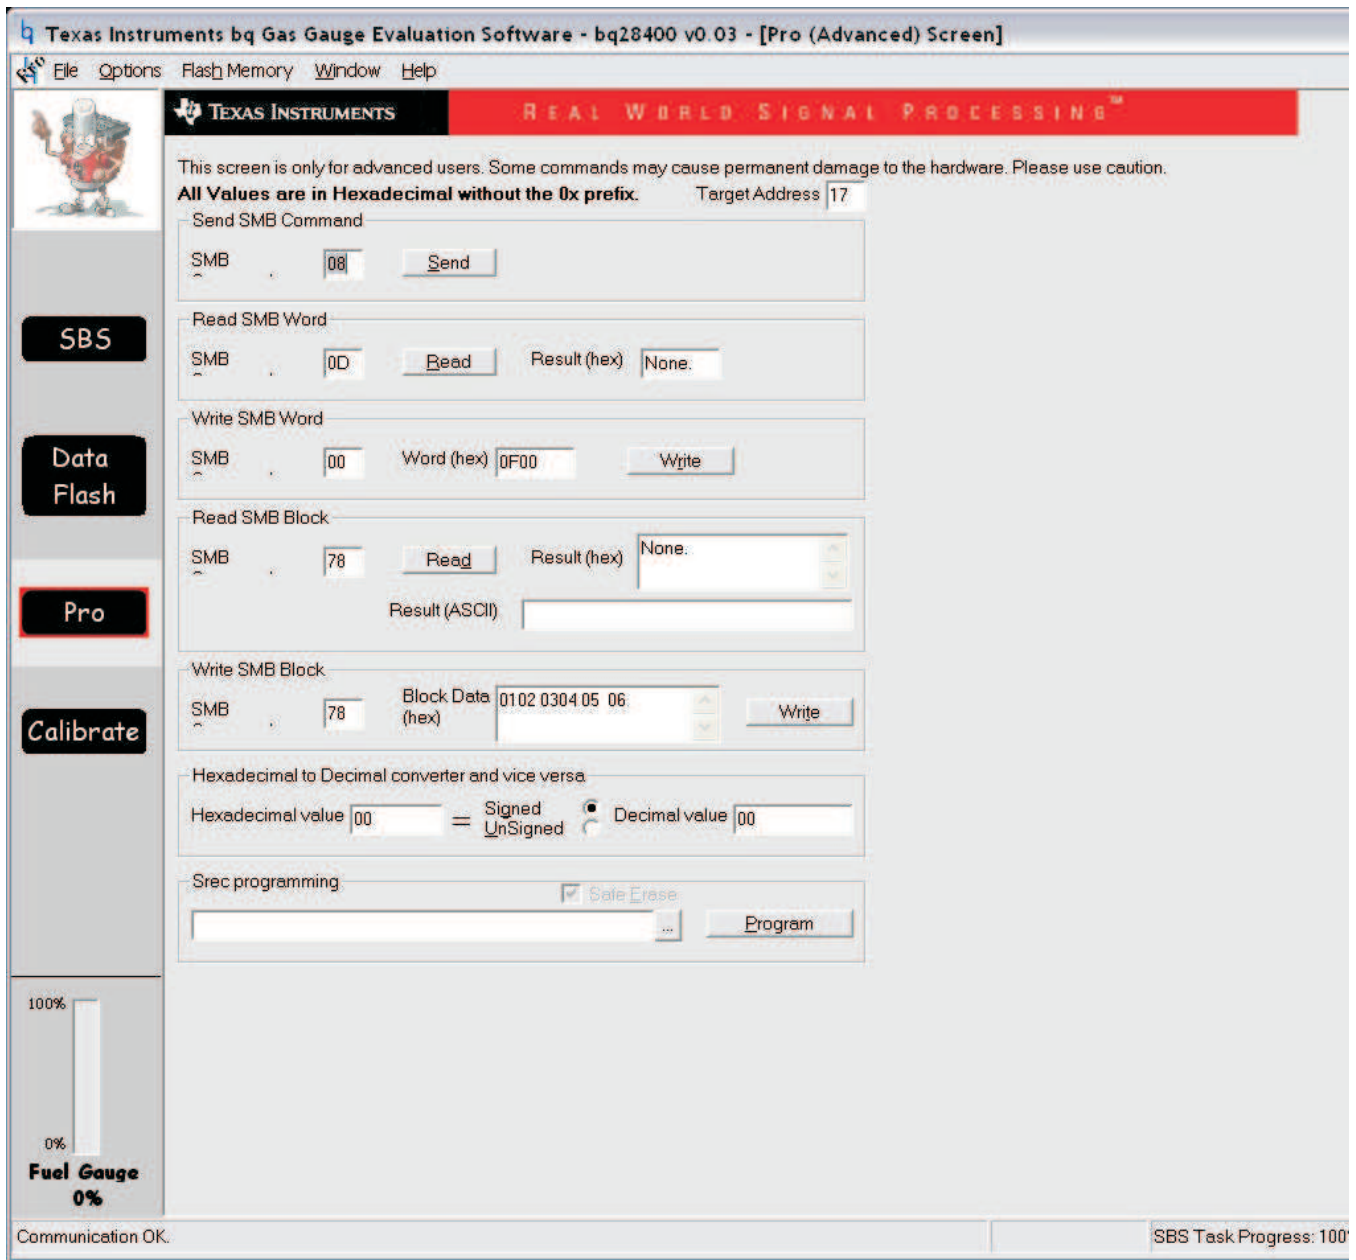 Texas Instruments bq Gas Gauge Evaluation Software - bq28400 v0.03 - [Pro (Advanced) Screen]
File Options Flash Memory Window Help
TEXAS INSTRUMENTS REAL WORLD SIGNAL PROCESSING™
This screen is only for advanced users. Some commands may cause permanent damage to the hardware. Please use caution.
All Values are in Hexadecimal without the 0x prefix. Target Address 17
Send SMB Command
SMB 08 Send
Read SMB Word
SMB 0D Read Result (hex) None.
Write SMB Word
SMB 00 Word (hex) 0F00 Write
Read SMB Block
SMB 78 Read Result (hex) None.
Result (ASCII)
Write SMB Block
SMB 78 Block Data (hex) 0102 0304 05 06 Write
Hexadecimal to Decimal converter and vice versa
Hexadecimal value 00 = Signed UnSigned Decimal value 00
Srec programming Safe Erase
... Program
SBS
Data
Flash
Pro
Calibrate
100%
0%
Fuel Gauge
0%
Communication OK. SBS Task Progress: 100%